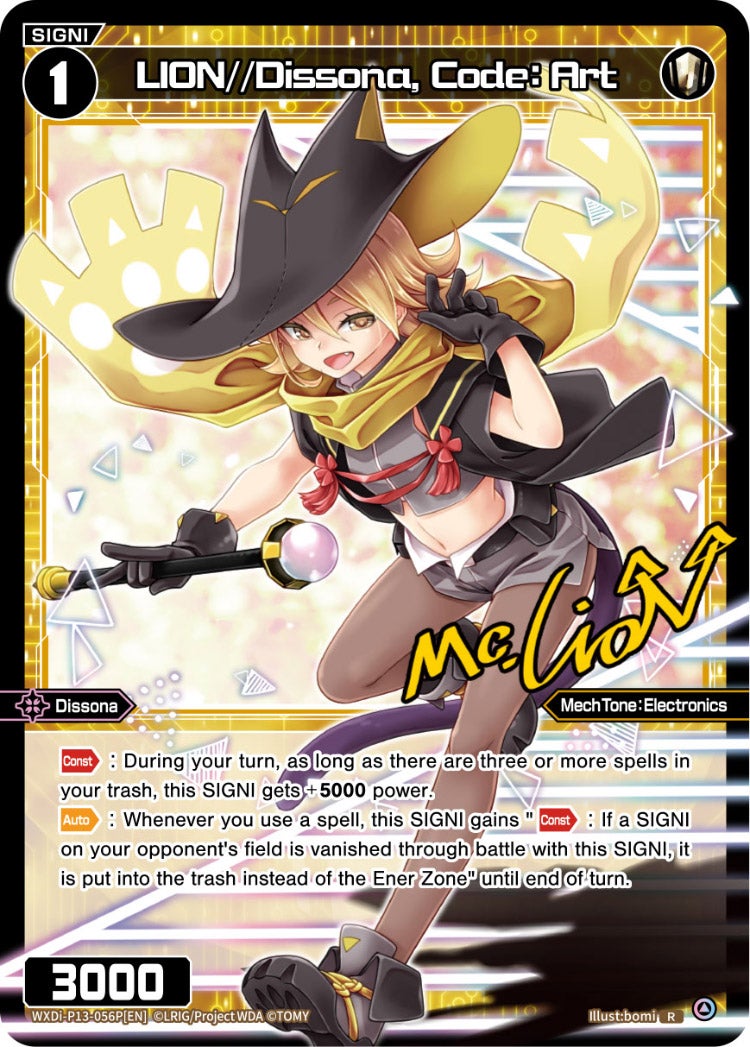 SIGNI
1
LION//Dissona, Code: Art
Mc.LioN
Dissona
MechTone:Electronics
Const : During your turn, as long as there are three or more spells in
your trash, this SIGNI gets +5000 power.
Auto : Whenever you use a spell, this SIGNI gains " Const : If a SIGNI
on your opponent's field is vanished through battle with this SIGNI, it
is put into the trash instead of the Ener Zone" until end of turn.
3000
WXDi-P13-056P[EN] ©LRIG/Project WDA ©TOMY
Illust:bomi R